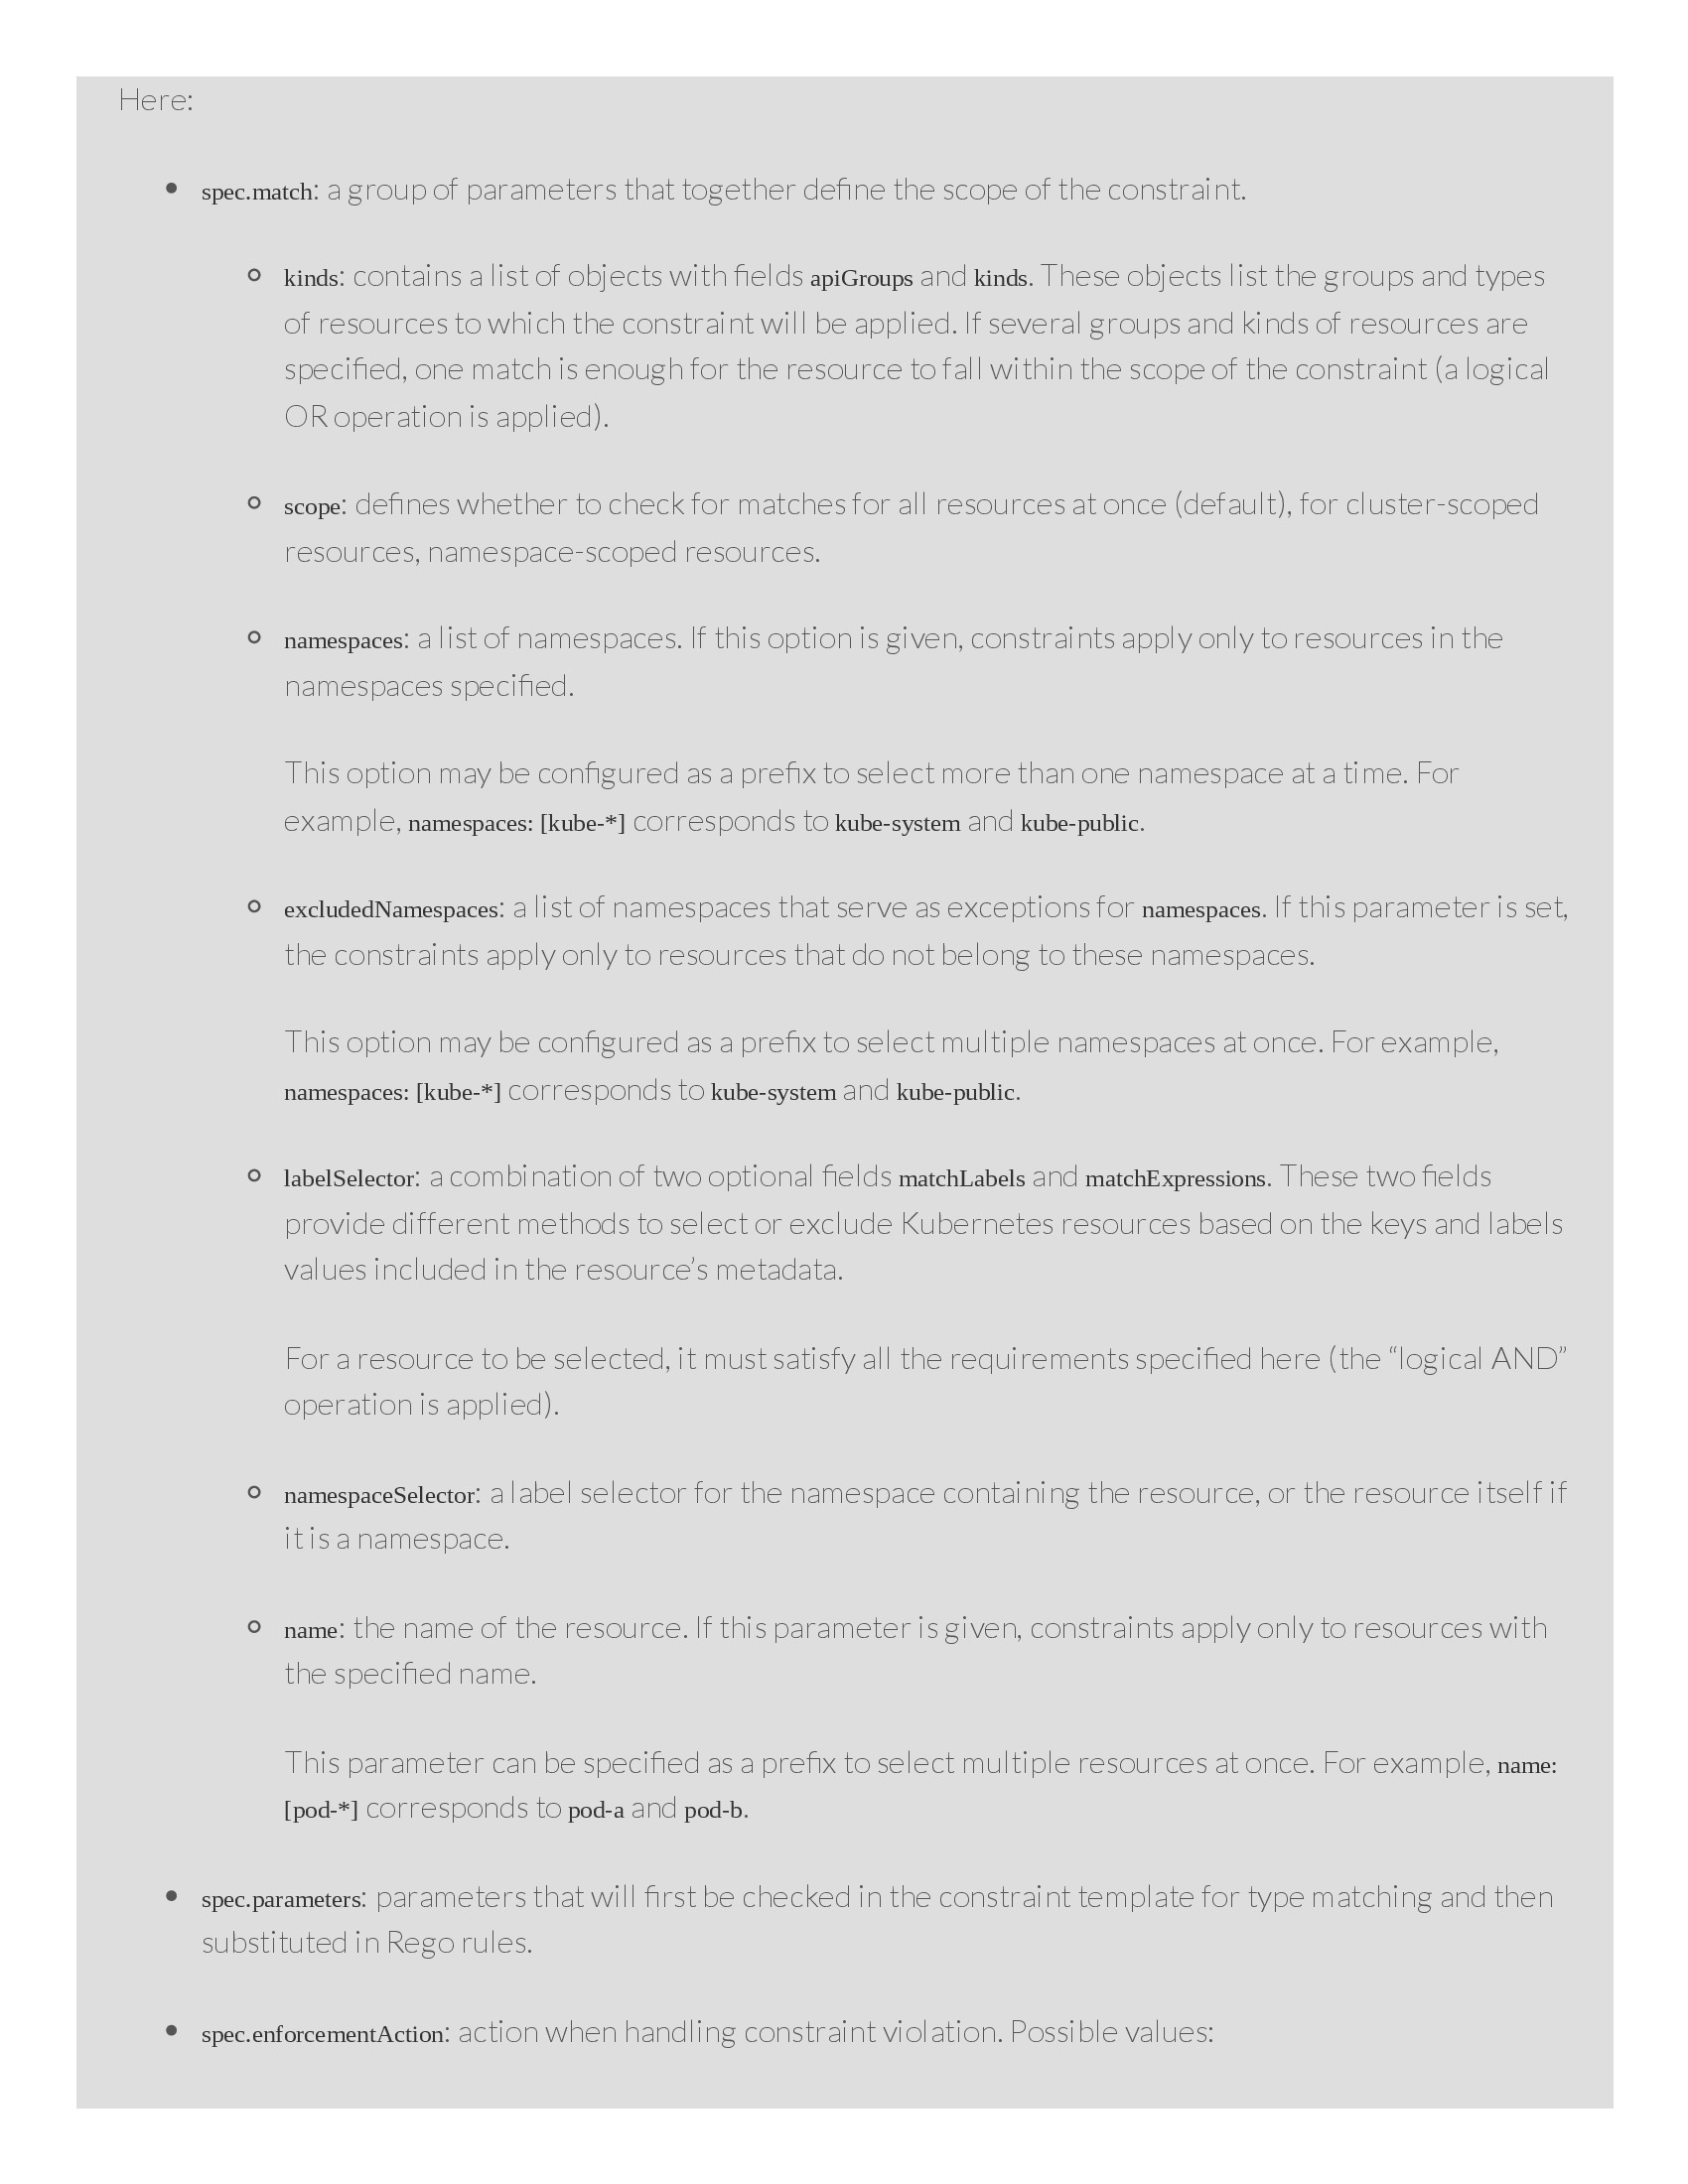 Here:
spec.match: a group of parameters that together define the scope of the constraint.
kinds: contains a list of objects with fields apiGroups and kinds. These objects list the groups and types
of resources to which the constraint will be applied. If several groups and kinds of resources are
specified, one match is enough for the resource to fall within the scope of the constraint (a logical
OR operation is applied).
scope: defines whether to check for matches for all resources at once (default), for cluster-scoped
resources, namespace-scoped resources.
namespaces: a list of namespaces. If this option is given, constraints apply only to resources in the
namespaces specified.
This option may be configured as a prefix to select more than one namespace at a time. For
example, namespaces: [kube-*] corresponds to kube-system and kube-public.
excludedNamespaces: a list of namespaces that serve as exceptions for namespaces. If this parameter is set,
the constraints apply only to resources that do not belong to these namespaces.
This option may be configured as a prefix to select multiple namespaces at once. For example,
namespaces: [kube-*] corresponds to kube-system and kube-public.
labelSelector: a combination of two optional fields matchLabels and matchExpressions. These two fields
provide different methods to select or exclude Kubernetes resources based on the keys and labels
values included in the resource’s metadata.
For a resource to be selected, it must satisfy all the requirements specified here (the “logical AND”
operation is applied).
namespaceSelector: a label selector for the namespace containing the resource, or the resource itself if
it is a namespace.
name: the name of the resource. If this parameter is given, constraints apply only to resources with
the specified name.
This parameter can be specified as a prefix to select multiple resources at once. For example, name:
[pod-*] corresponds to pod-a and pod-b.
spec.parameters: parameters that will first be checked in the constraint template for type matching and then
substituted in Rego rules.
spec.enforcementAction: action when handling constraint violation. Possible values: